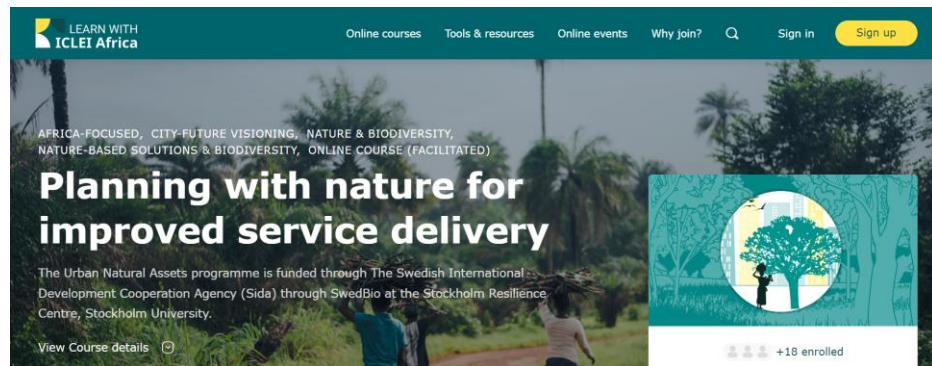 LEARN WITH
ICLEI Africa
Online courses
Tools & resources
Online events
Why join?
Sign in
Sign up
AFRICA-FOCUSED, CITY-FUTURE VISIONING, NATURE & BIODIVERSITY,
NATURE-BASED SOLUTIONS & BIODIVERSITY, ONLINE COURSE (FACILITATED)
Planning with nature for
improved service delivery
The Urban Natural Assets programme is funded through The Swedish International
Development Cooperation Agency (Sida) through SwedBio at the Stockholm Resilience
Centre, Stockholm University.
View Course details
+18 enrolled